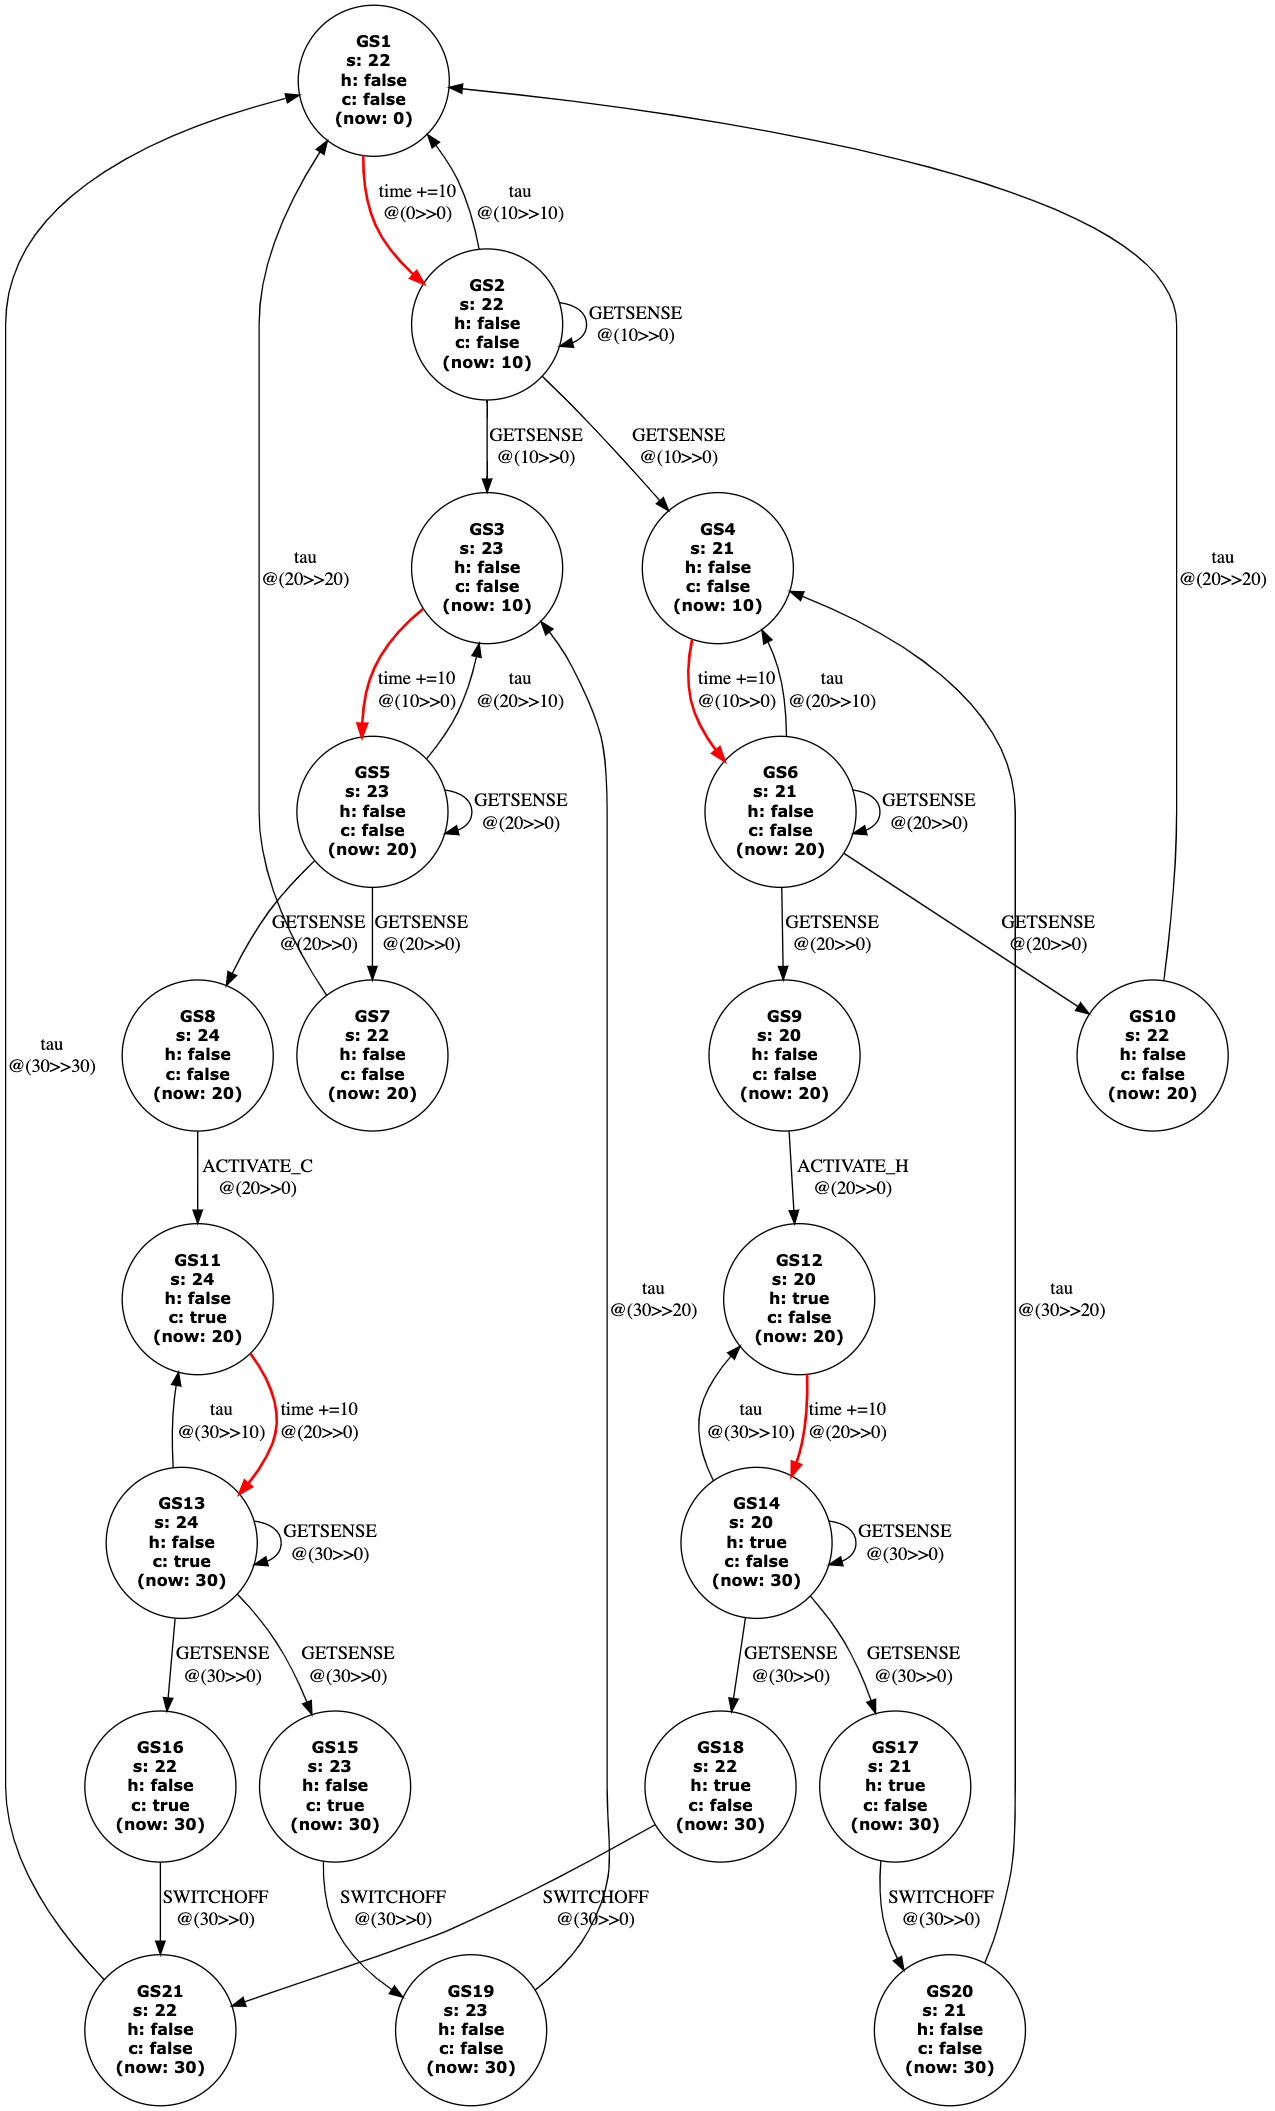 GS1
s: 22
h: false
c: false
(now: 0)
time +=10
@(0>>0)
tau
@(10>>10)
GS2
s: 22
h: false
c: false
(now: 10)
GETSENSE
@(10>>0)
GETSENSE
@(10>>0)
GETSENSE
@(10>>0)
GS3
s: 23
h: false
c: false
(now: 10)
GS4
s: 21
h: false
c: false
(now: 10)
tau
@(20>>20)
tau
@(20>>20)
time +=10
@(10>>0)
tau
@(20>>10)
time +=10
@(10>>0)
tau
@(20>>10)
GS5
s: 23
h: false
c: false
(now: 20)
GETSENSE
@(20>>0)
GS6
s: 21
h: false
c: false
(now: 20)
GETSENSE
@(20>>0)
GETSENSE
@(20>>0)
GETSENSE
@(20>>0)
GETSENSE
@(20>>0)
GETSENSE
@(20>>0)
tau
@(30>>30)
GS8
s: 24
h: false
c: false
(now: 20)
GS7
s: 22
h: false
c: false
(now: 20)
GS9
s: 20
h: false
c: false
(now: 20)
GS10
s: 22
h: false
c: false
(now: 20)
ACTIVATE_C
@(20>>0)
ACTIVATE_H
@(20>>0)
GS11
s: 24
h: false
c: true
(now: 20)
tau
@(30>>20)
GS12
s: 20
h: true
c: false
(now: 20)
tau
@(30>>20)
tau
@(30>>10)
time +=10
@(20>>0)
tau
@(30>>10)
time +=10
@(20>>0)
GS13
s: 24
h: false
c: true
(now: 30)
GETSENSE
@(30>>0)
GS14
s: 20
h: true
c: false
(now: 30)
GETSENSE
@(30>>0)
GETSENSE
@(30>>0)
GETSENSE
@(30>>0)
GETSENSE
@(30>>0)
GETSENSE
@(30>>0)
GS16
s: 22
h: false
c: true
(now: 30)
GS15
s: 23
h: false
c: true
(now: 30)
GS18
s: 22
h: true
c: false
(now: 30)
GS17
s: 21
h: true
c: false
(now: 30)
SWITCHOFF
@(30>>0)
SWITCHOFF
@(30>>0)
SWITCHOFF
@(30>>0)
SWITCHOFF
@(30>>0)
GS21
s: 22
h: false
c: false
(now: 30)
GS19
s: 23
h: false
c: false
(now: 30)
GS20
s: 21
h: false
c: false
(now: 30)